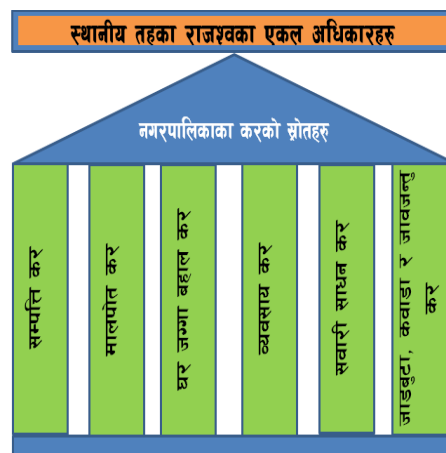 स्थानीय तहका राजश्वका एकल अधिकारहरु
नगरपालिकाका करको स्रोतहरु
सम्पत्ति कर
मालपोत कर
घर जग्गा बहाल कर
व्यवसाय कर
सवारी साधन कर
जाडबुटा, कवाडा र जावजन्तु
कर